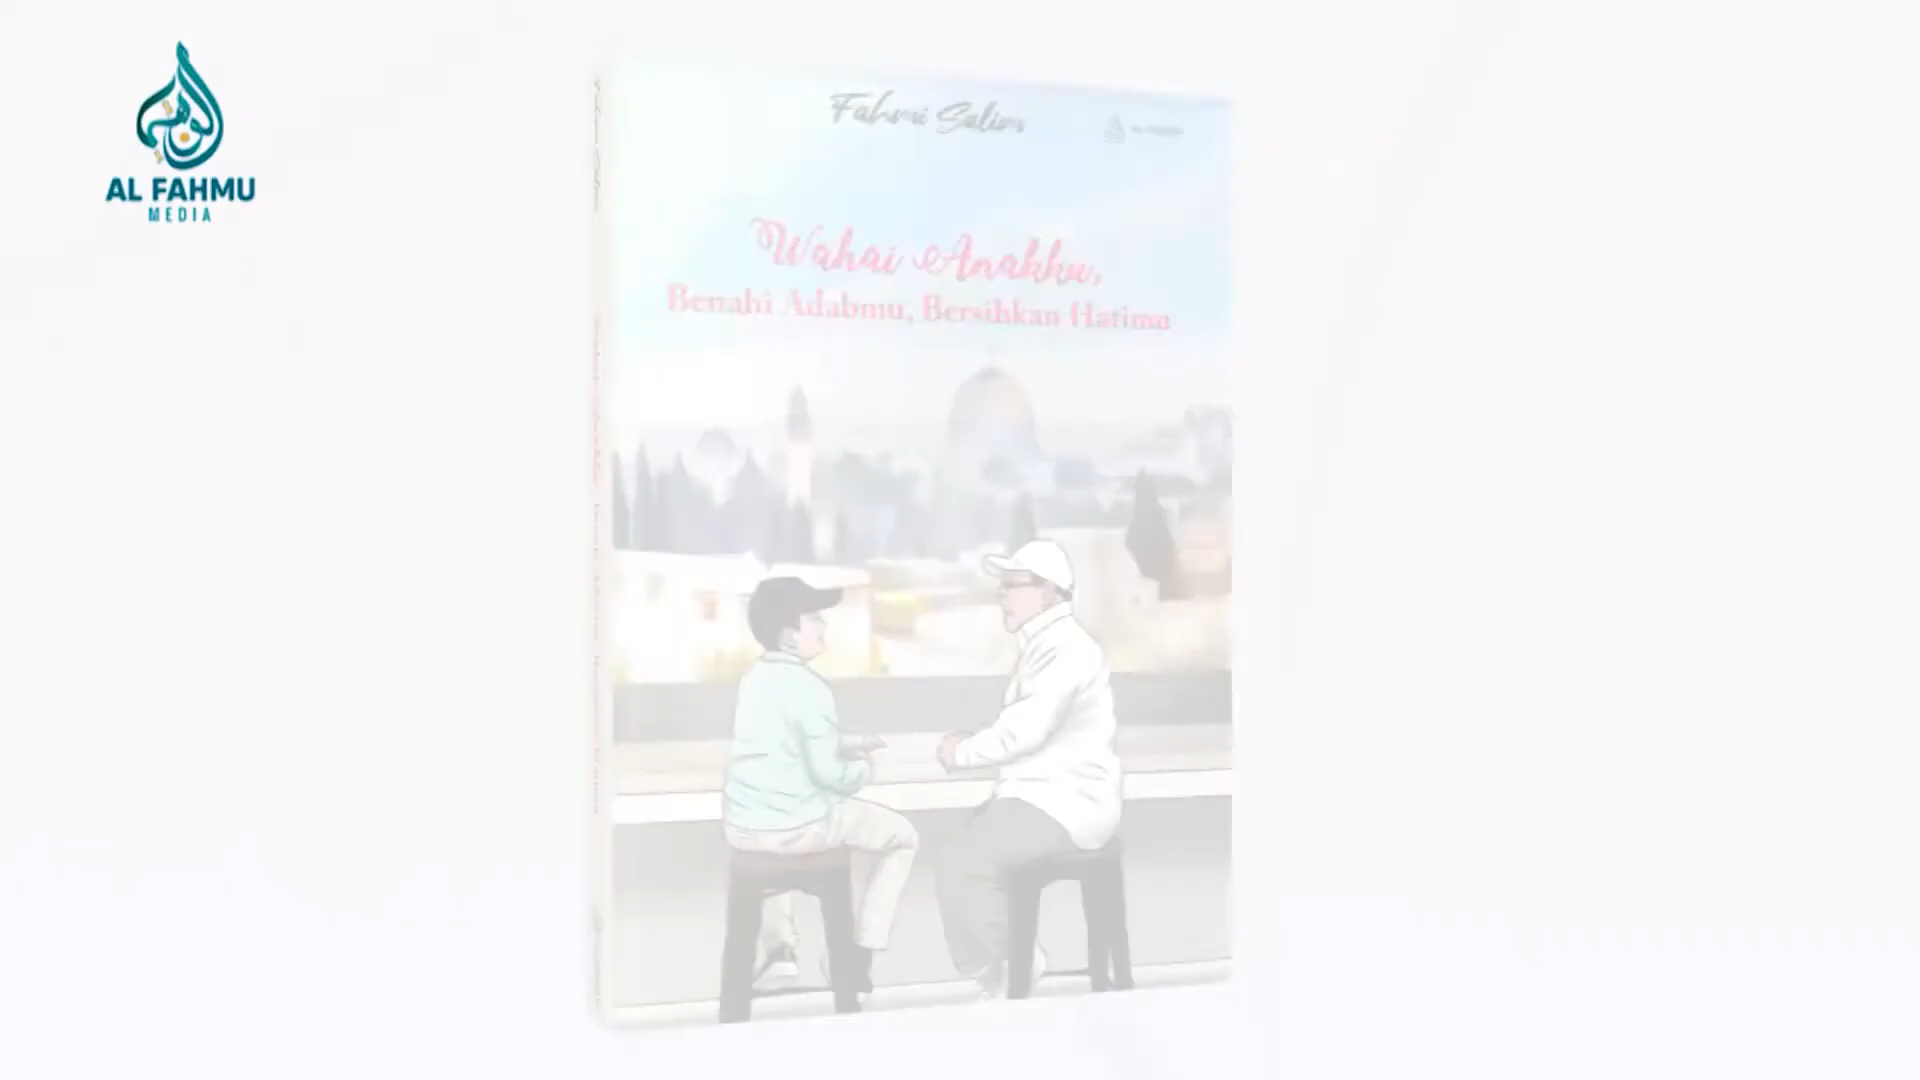 AL FAHMU
MEDIA
Fahmi Salim
Wahai Anakku,
Benahi Adabmu, Bersihkan Hatimu